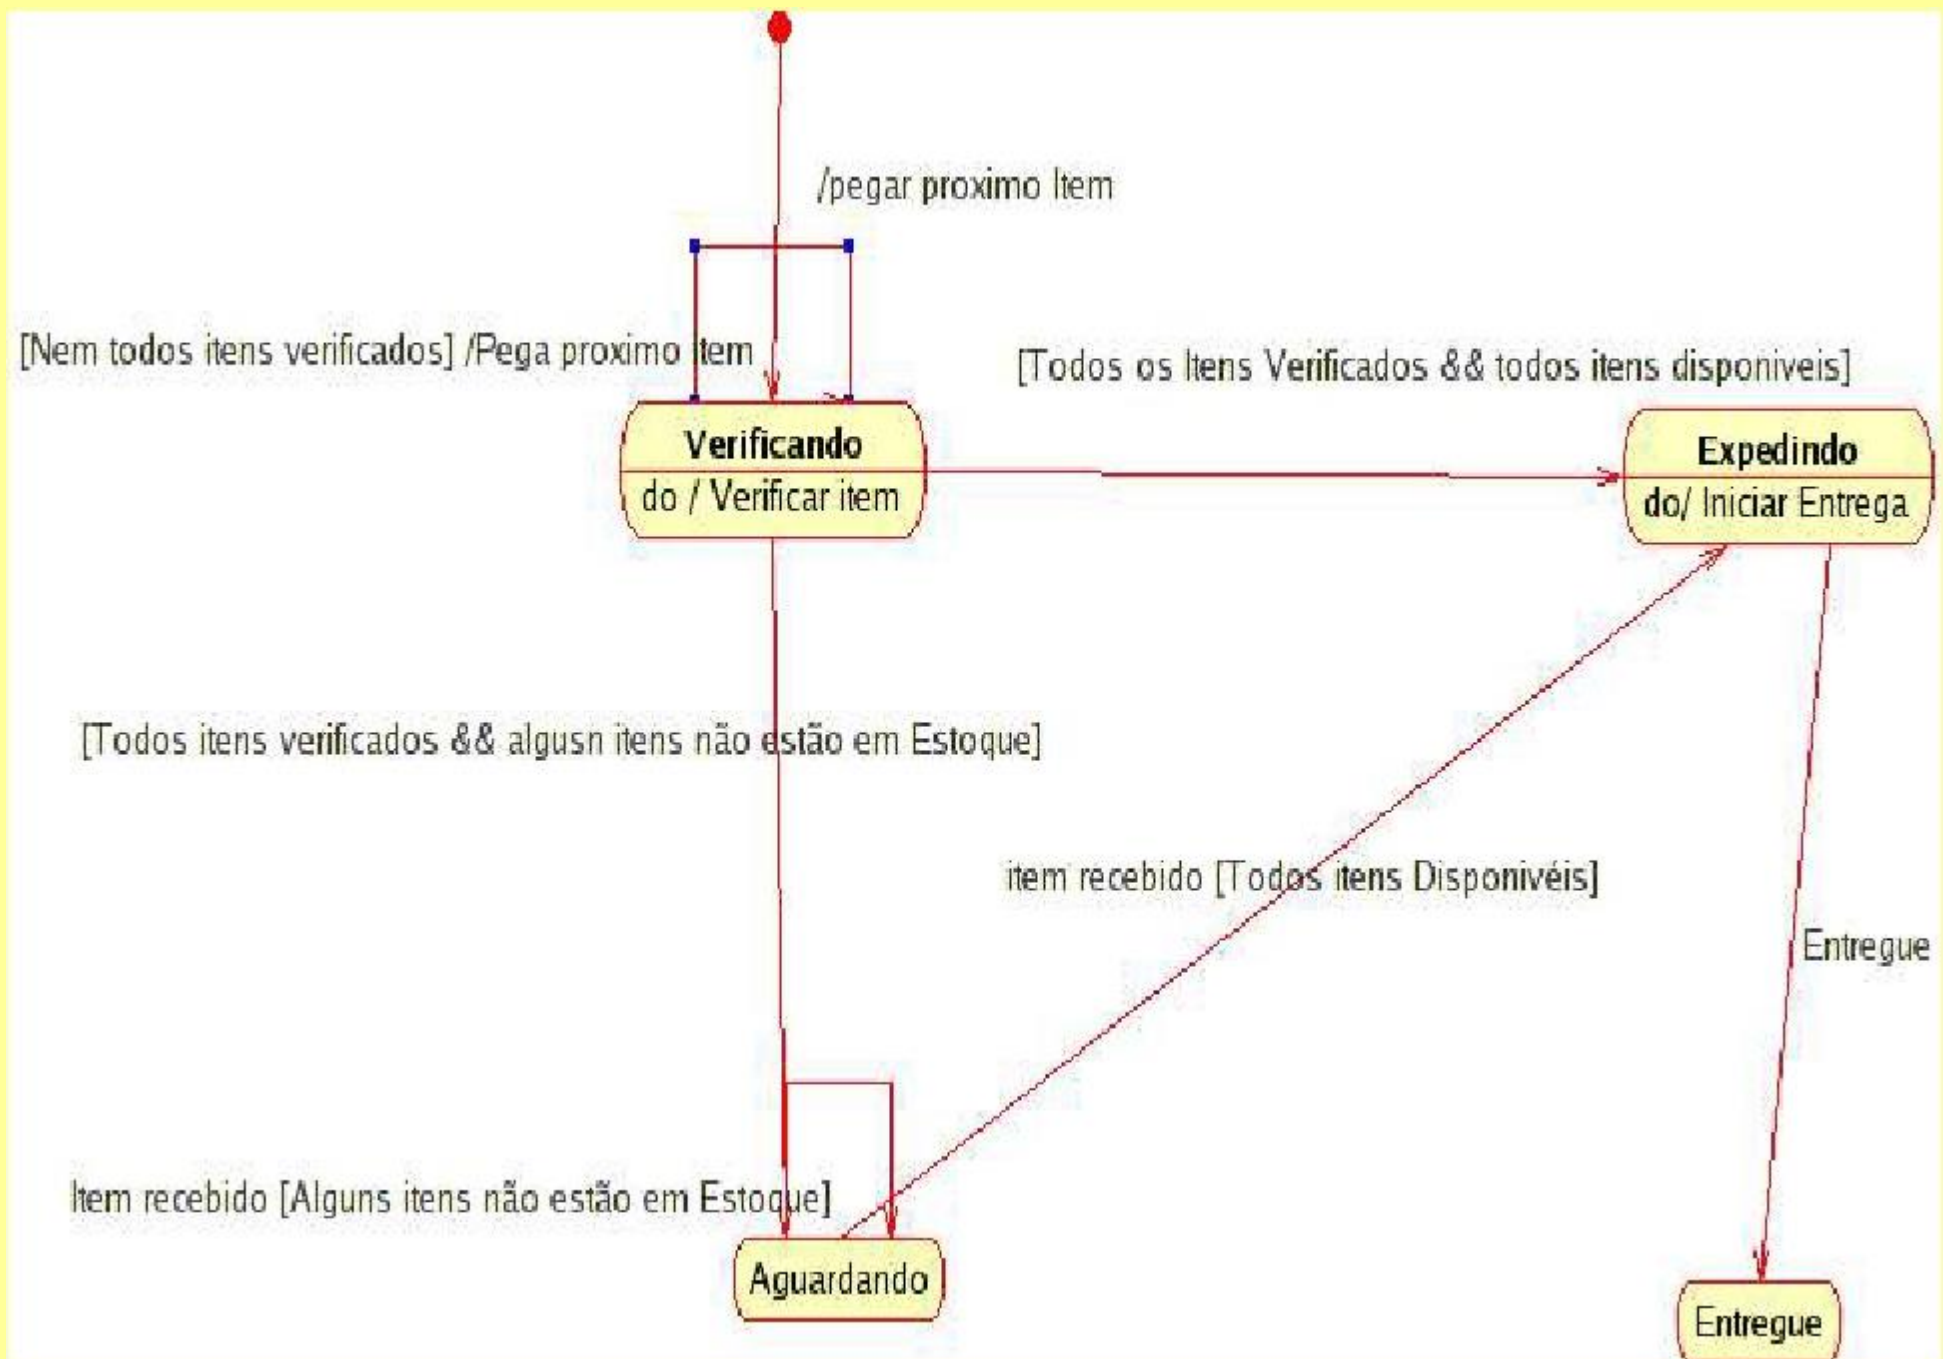 /pegar proximo Item
[Nem todos itens verificados] /Pega proximo Item
[Todos os Itens Verificados && todos itens disponiveis]
Verificando
do / Verificar item
Expedindo
do/ Iniciar Entrega
[Todos itens verificados && algusn itens não estão em Estoque]
item recebido [Todos itens Disponivéis]
Entregue
Item recebido [Alguns itens não estão em Estoque]
Aguardando
Entregue